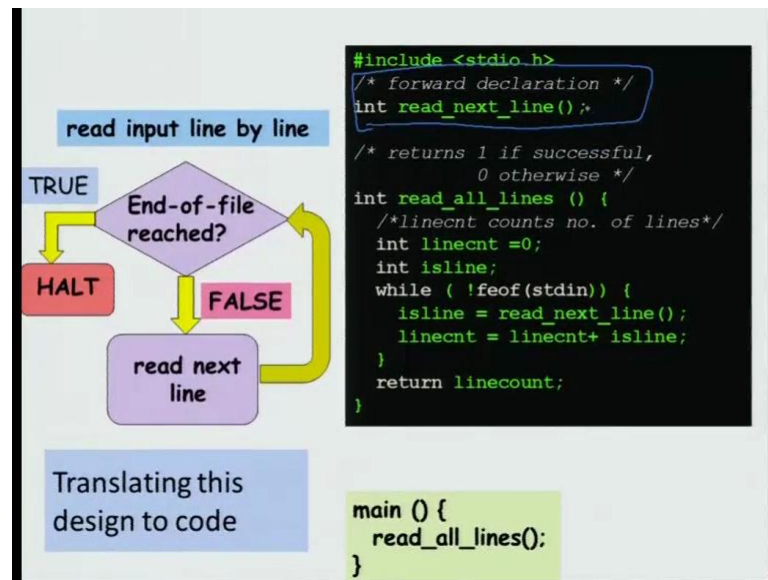 read input line by line
TRUE
End-of-file
reached?
HALT
FALSE
read next
line
Translating this
design to code
#include <stdio.h>
/* forward declaration */
int read_next_line();
/* returns 1 if successful,
0 otherwise */
int read_all_lines () {
/*linecnt counts no. of lines*/
int linecnt =0;
int isline;
while ( !feof(stdin)) {
isline = read_next_line();
linecnt = linecnt+ isline;
}
return linecount;
}
main () {
read_all_lines();
}